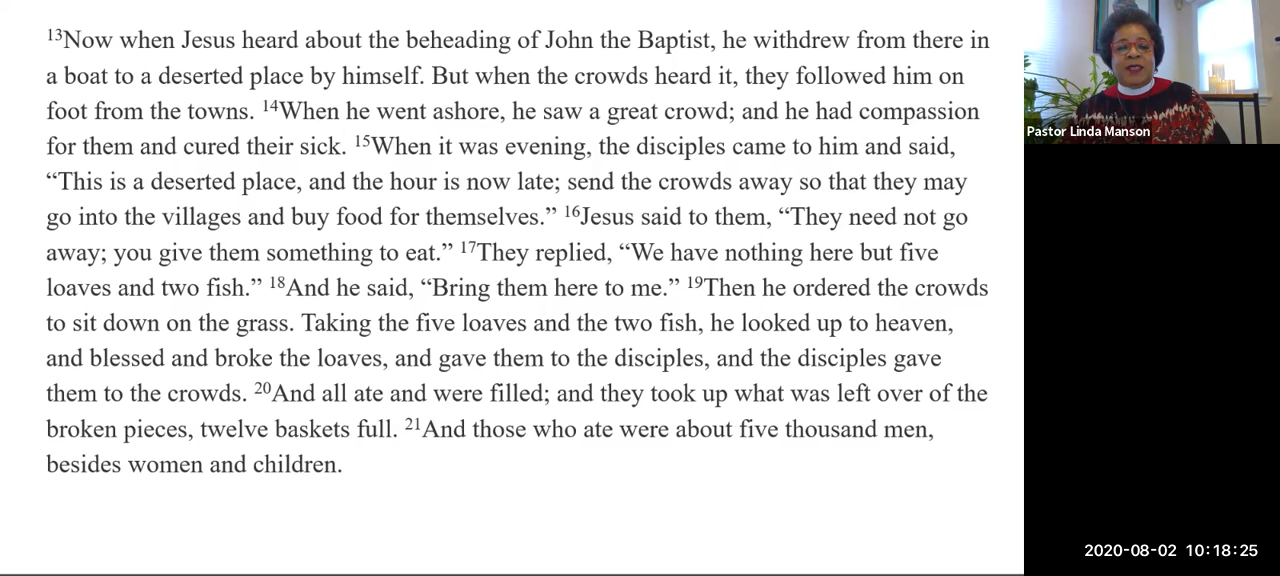 ¹³Now when Jesus heard about the beheading of John the Baptist, he withdrew from there in
a boat to a deserted place by himself. But when the crowds heard it, they followed him on
foot from the towns. ¹⁴When he went ashore, he saw a great crowd; and he had compassion
for them and cured their sick. ¹⁵When it was evening, the disciples came to him and said,
“This is a deserted place, and the hour is now late; send the crowds away so that they may
go into the villages and buy food for themselves.” ¹⁶Jesus said to them, “They need not go
away; you give them something to eat.” ¹⁷They replied, “We have nothing here but five
loaves and two fish.” ¹⁸And he said, “Bring them here to me.” ¹⁹Then he ordered the crowds
to sit down on the grass. Taking the five loaves and the two fish, he looked up to heaven,
and blessed and broke the loaves, and gave them to the disciples, and the disciples gave
them to the crowds. ²⁰And all ate and were filled; and they took up what was left over of the
broken pieces, twelve baskets full. ²¹And those who ate were about five thousand men,
besides women and children.
Pastor Linda Manson
2020-08-02 10:18:25